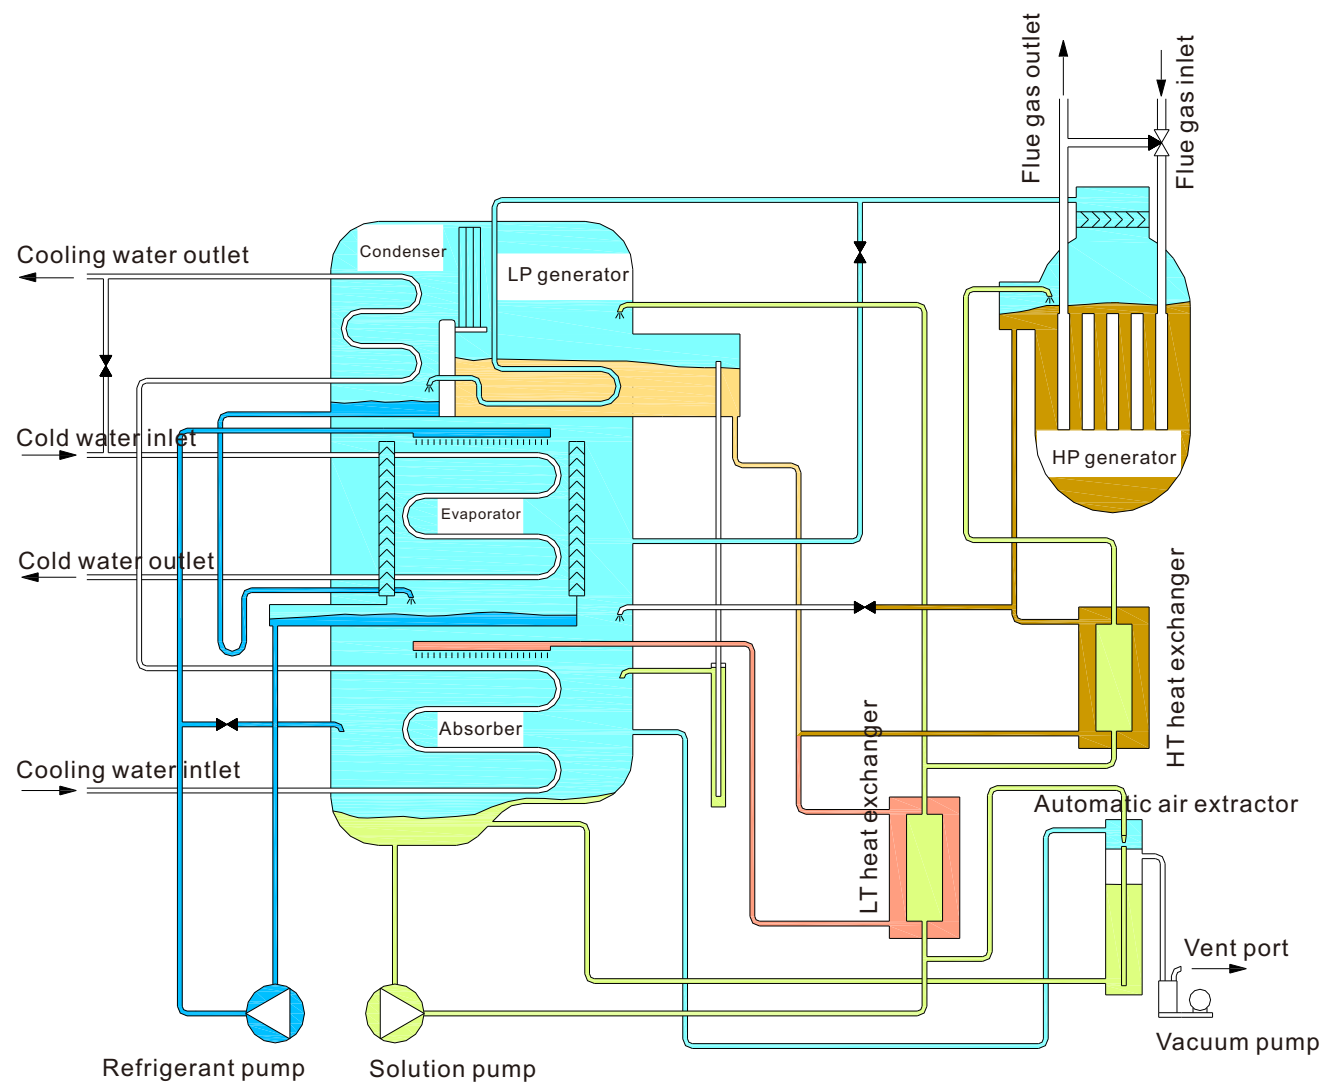 Flue gas outlet
Flue gas inlet
Cooling water outlet
Condenser
LP generator
Cold water inlet
HP generator
Evaporator
Cold water outlet
HT heat exchanger
Absorber
Cooling water intlet
LT heat exchanger
Automatic air extractor
Vent port
Vacuum pump
Refrigerant pump
Solution pump